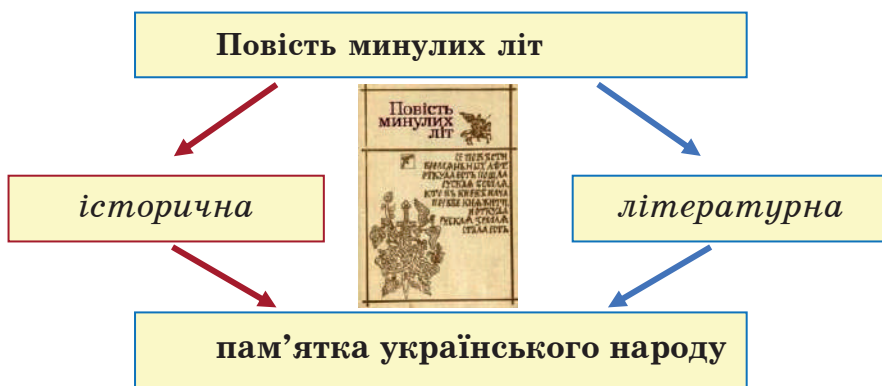 Повість минулих літ
Повість
минулих
літ
історична
літературна
пам’ятка українського народу